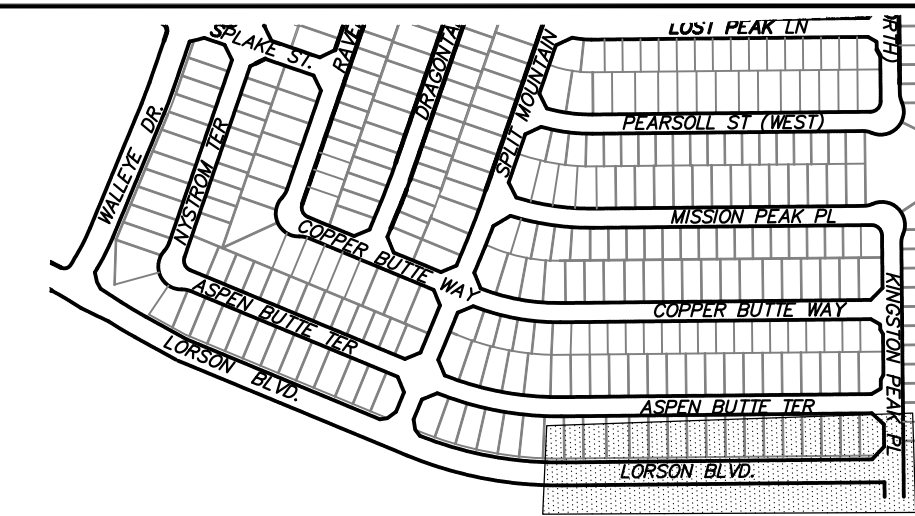 LOST PEAK LN
SPLAKE ST.
SPLIT MOUNTAIN
PEARSOLL ST (WEST)
WALLEYE DR.
NYSTROM TER
MISSION PEAK PL
COPPER BUTTE WAY
COPPER BUTTE WAY
KINGSTON PEAK PL
ASPEN BUTTE TER
LORSON BLVD.
ASPEN BUTTE TER
LORSON BLVD.